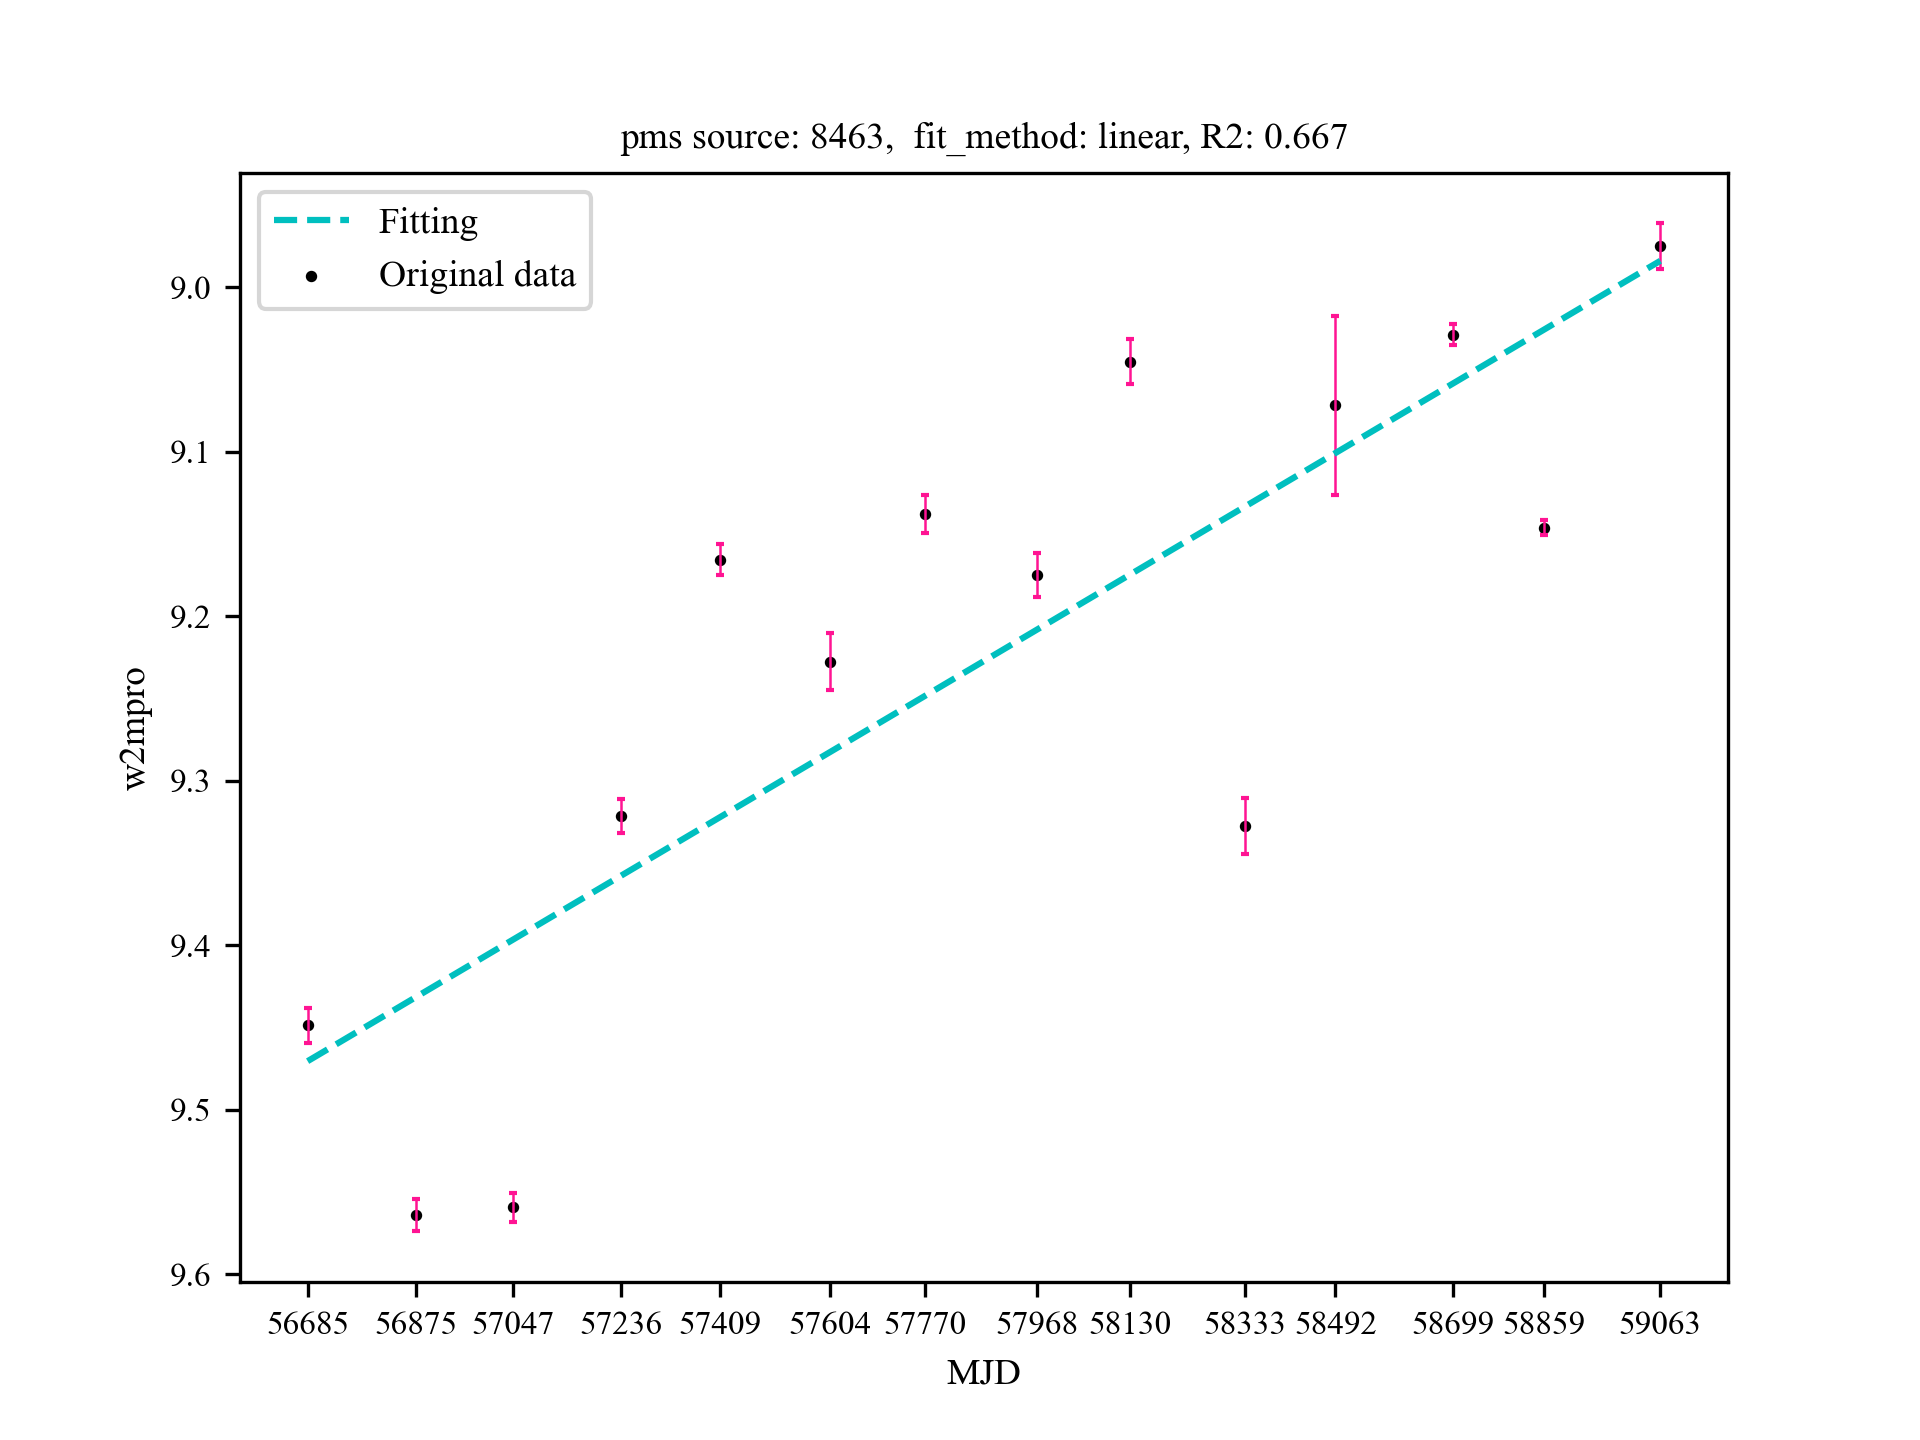 pms source: 8463,  fit_method: linear, R2: 0.667
Fitting
Original data
9.0
9.1
9.2
9.3
9.4
9.5
9.6
w2mpro
56685 56875 57047 57236 57409 57604 57770 57968 58130 58333 58492 58699 58859 59063
MJD